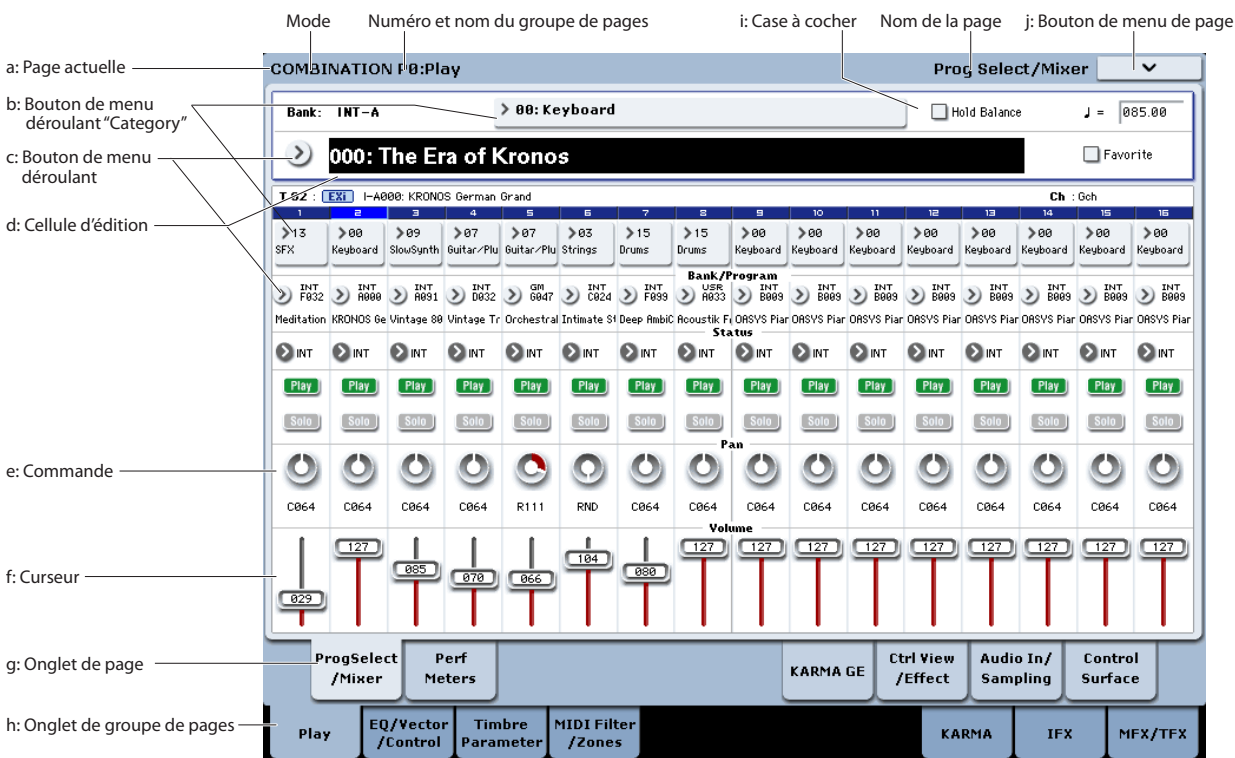 Mode
Numéro et nom du groupe de pages
i: Case à cocher
Nom de la page
j: Bouton de menu de page
a: Page actuelle
COMBINATION P0:Play
Prog Select/Mixer
b: Bouton de menu
déroulant “Category”
Bank: INT-A
00: Keyboard
Hold Balance
♩ = 085.00
c: Bouton de menu
déroulant
000: The Era of Kronos
Favorite
d: Cellule d’édition
T 02 : EXi I-A000: KRONOS German Grand
Ch : Gch
1 2 3 4 5 6 7 8 9 10 11 12 13 14 15 16
13 00 09 07 07 03 15 15 00 00 00 00 00 00 00 00
SFX Keyboard SlowSynth Guitar/Plu Guitar/Plu Strings Drums Drums Keyboard Keyboard Keyboard Keyboard Keyboard Keyboard Keyboard Keyboard
Bank/Program
INT INT INT INT GM INT INT USR INT INT INT INT INT INT INT INT
F032 A000 A091 D032 G047 C024 F099 A033 B009 B009 B009 B009 B009 B009 B009 B009
Meditation KRONOS Ge Vintage 80 Vintage Tr Orchestral Intimate St Deep AmbiC Acoustik Fr OASYS Piar OASYS Piar OASYS Piar OASYS Piar OASYS Piar OASYS Piar OASYS Piar OASYS Piar
Status
INT INT INT INT INT INT INT INT INT INT INT INT INT INT INT INT
Play Play Play Play Play Play Play Play Play Play Play Play Play Play Play Play
Solo Solo Solo Solo Solo Solo Solo Solo Solo Solo Solo Solo Solo Solo Solo Solo
Pan
e: Commande
C064 C064 C064 C064 R111 RND C064 C064 C064 C064 C064 C064 C064 C064 C064 C064
Volume
f: Curseur
029 127 085 070 066 104 080 127 127 127 127 127 127 127 127 127
g: Onglet de page
ProgSelect
/Mixer
Perf
Meters
KARMA GE
Ctrl View
/Effect
Audio In/
Sampling
Control
Surface
h: Onglet de groupe de pages
Play
EQ/Vector
/Control
Timbre
Parameter
MIDI Filter
/Zones
KARMA
IFX
MFX/TFX